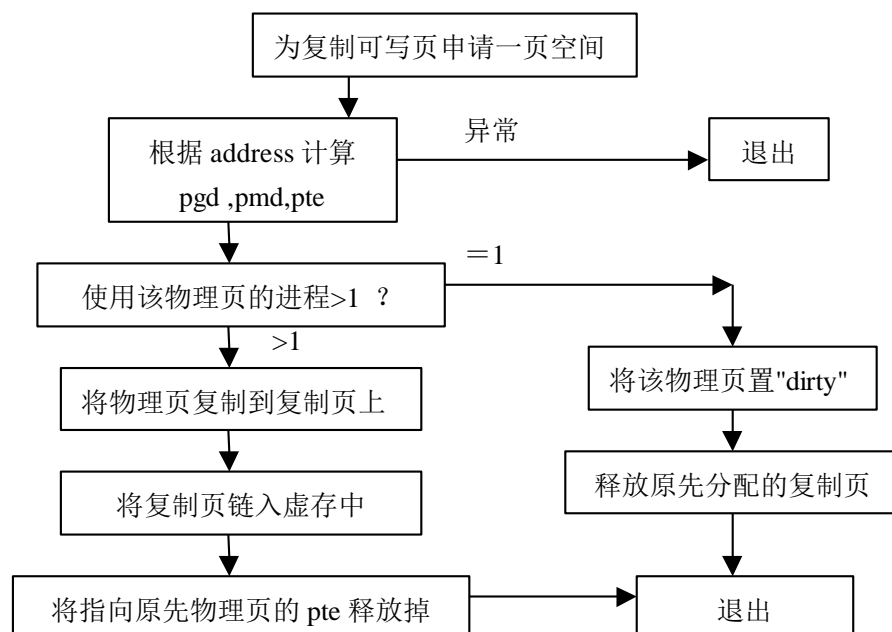 为复制可写页申请一页空间
异常
根据 address 计算
pgd ,pmd,pte
退出
＝1
使用该物理页的进程>1 ？
>1
将该物理页置"dirty"
将物理页复制到复制页上
释放原先分配的复制页
将复制页链入虚存中
将指向原先物理页的 pte 释放掉
退出